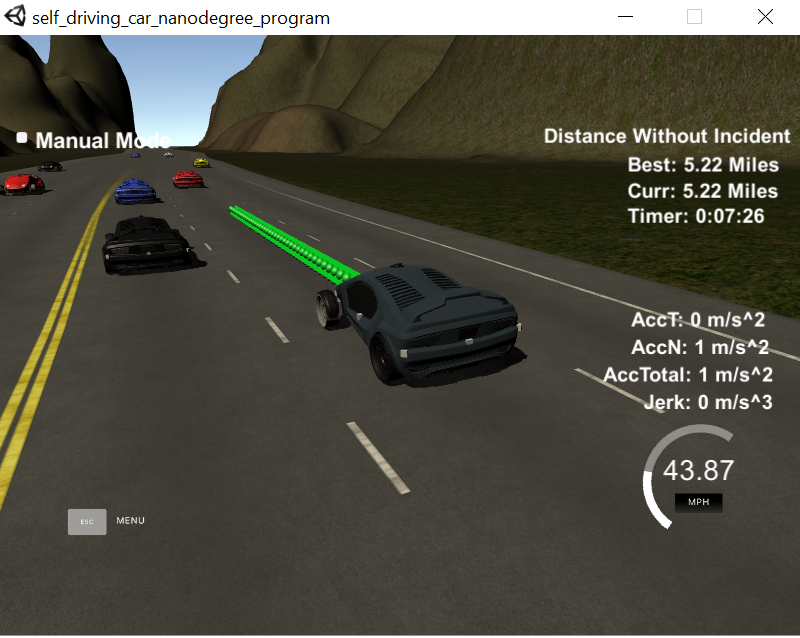 self_driving_car_nanodegree_program
Manual Mode
Distance Without Incident
Best: 5.22 Miles
Curr: 5.22 Miles
Timer: 0:07:26
AccT: 0 m/s^2
AccN: 1 m/s^2
AccTotal: 1 m/s^2
Jerk: 0 m/s^3
43.87
MPH
ESC MENU